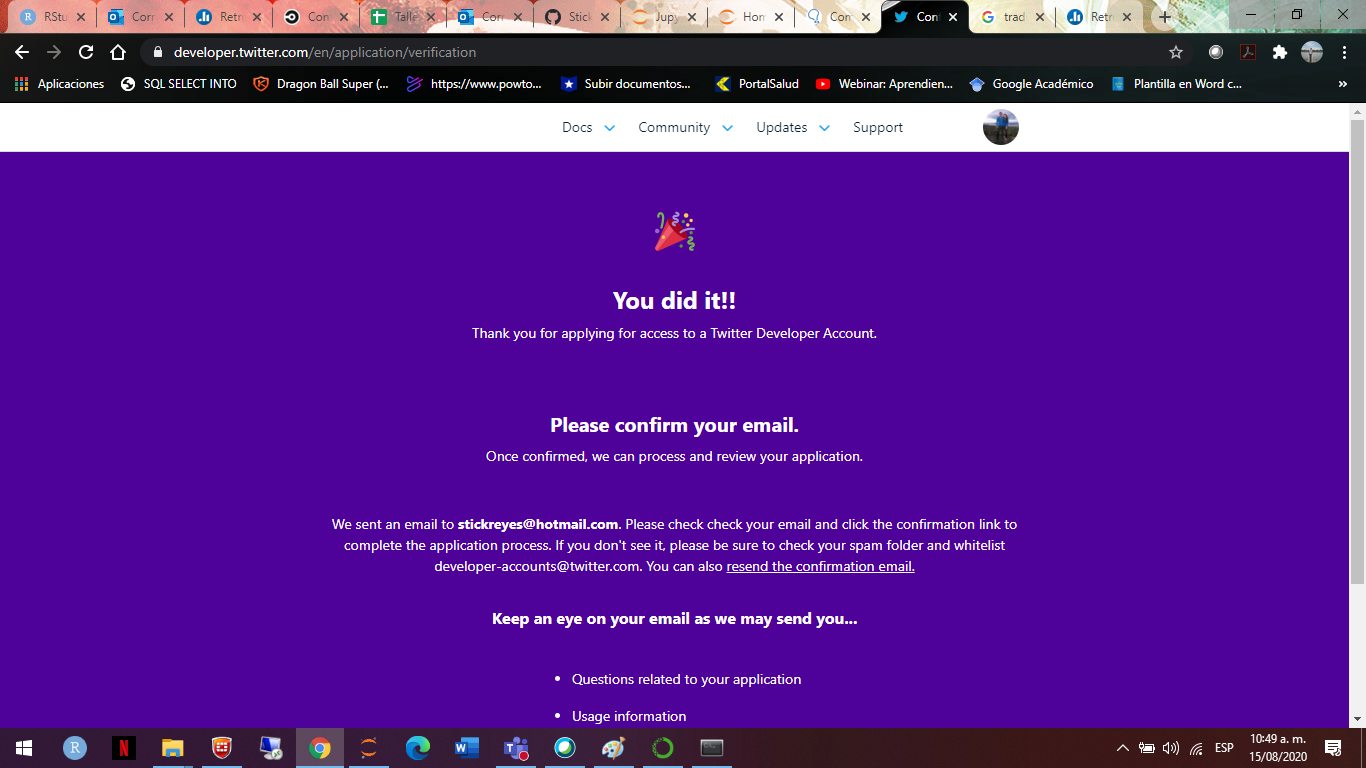 RStu
Corr
Retr
Con
Talle
Corr
Stick
Jupy
Hom
Con
Con
trad
Retr
developer.twitter.com/en/application/verification
Aplicaciones
SQL SELECT INTO
Dragon Ball Super (...
https://www.powto...
Subir documentos...
PortalSalud
Webinar: Aprendien...
Google Académico
Plantilla en Word c...
»
Docs
Community
Updates
Support
You did it!!
Thank you for applying for access to a Twitter Developer Account.
Please confirm your email.
Once confirmed, we can process and review your application.
We sent an email to stickreyes@hotmail.com. Please check check your email and click the confirmation link to
complete the application process. If you don't see it, please be sure to check your spam folder and whitelist
developer-accounts@twitter.com. You can also resend the confirmation email.
Keep an eye on your email as we may send you...
• Questions related to your application
• Usage information
ESP
10:49 a. m.
15/08/2020